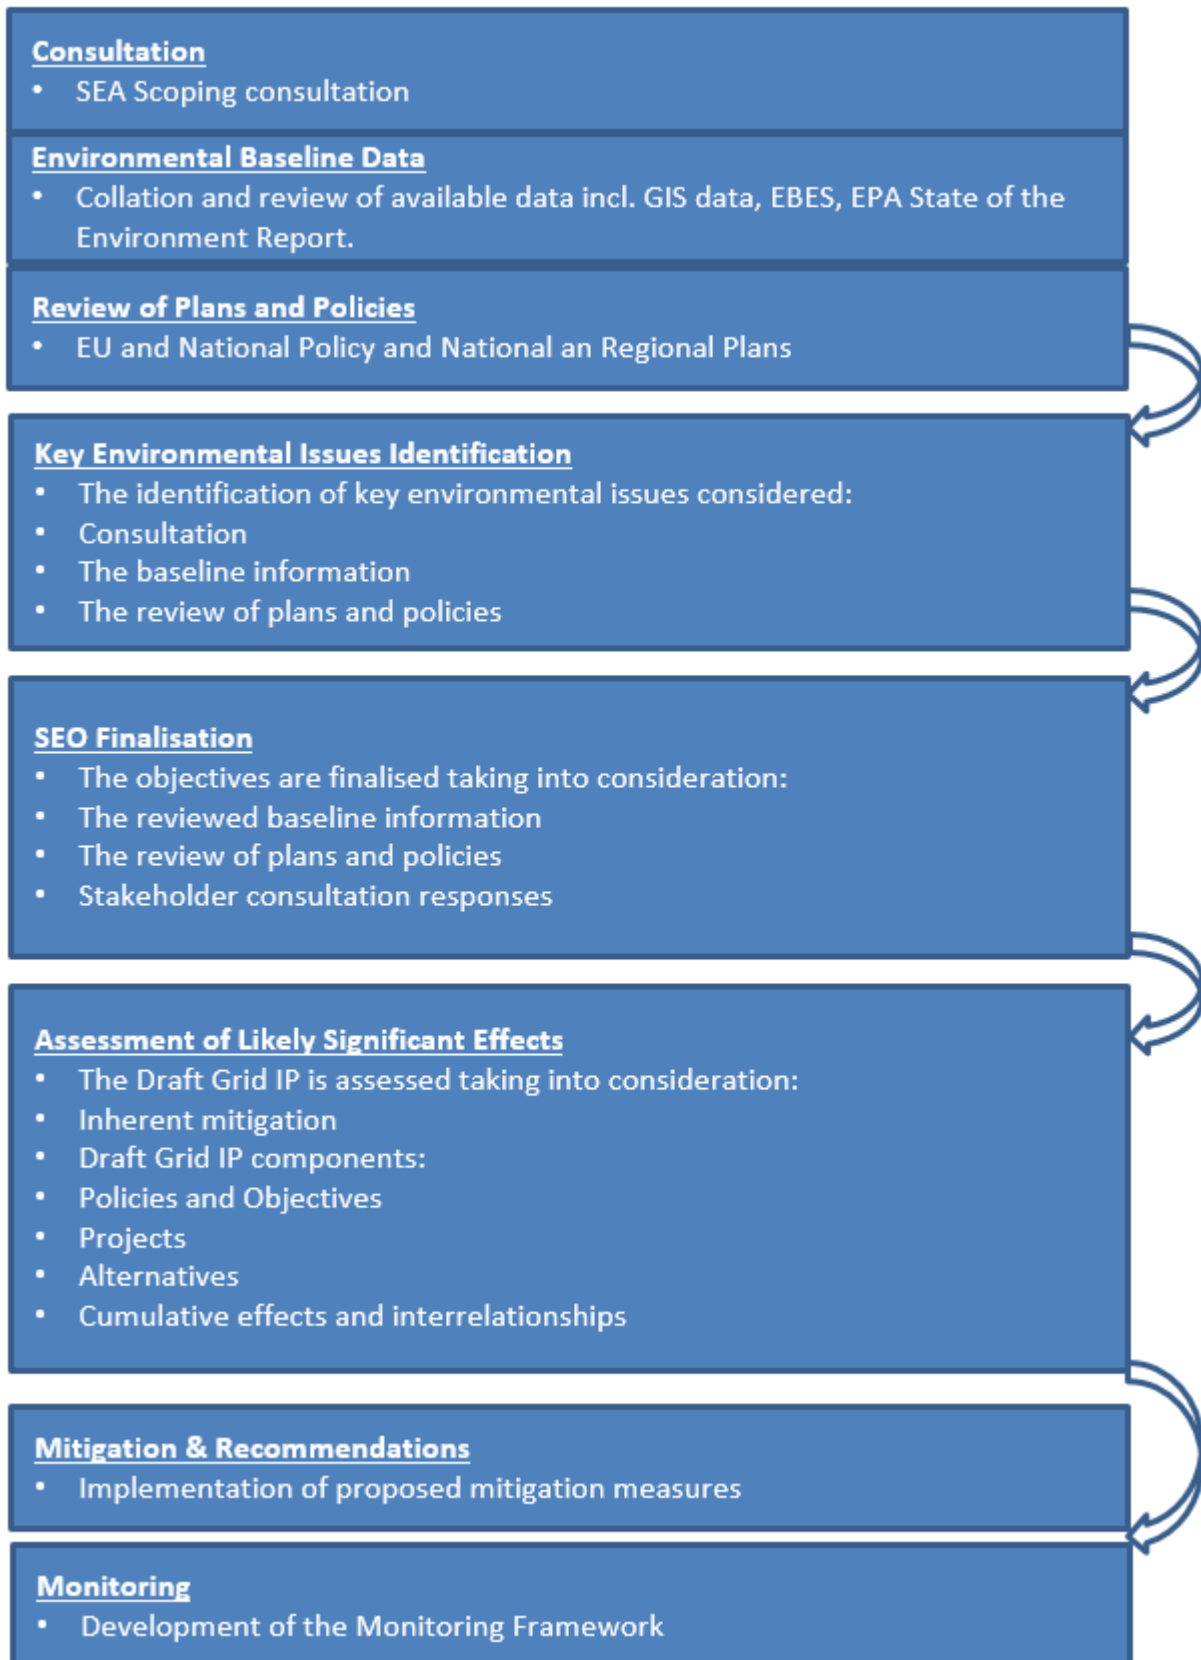 Consultation
• SEA Scoping consultation
Environmental Baseline Data
• Collation and review of available data incl. GIS data, EBES, EPA State of the
Environment Report.
Review of Plans and Policies
• EU and National Policy and National an Regional Plans
Key Environmental Issues Identification
• The identification of key environmental issues considered:
• Consultation
• The baseline information
• The review of plans and policies
SEO Finalisation
• The objectives are finalised taking into consideration:
• The reviewed baseline information
• The review of plans and policies
• Stakeholder consultation responses
Assessment of Likely Significant Effects
• The Draft Grid IP is assessed taking into consideration:
• Inherent mitigation
• Draft Grid IP components:
• Policies and Objectives
• Projects
• Alternatives
• Cumulative effects and interrelationships
Mitigation & Recommendations
• Implementation of proposed mitigation measures
Monitoring
• Development of the Monitoring Framework